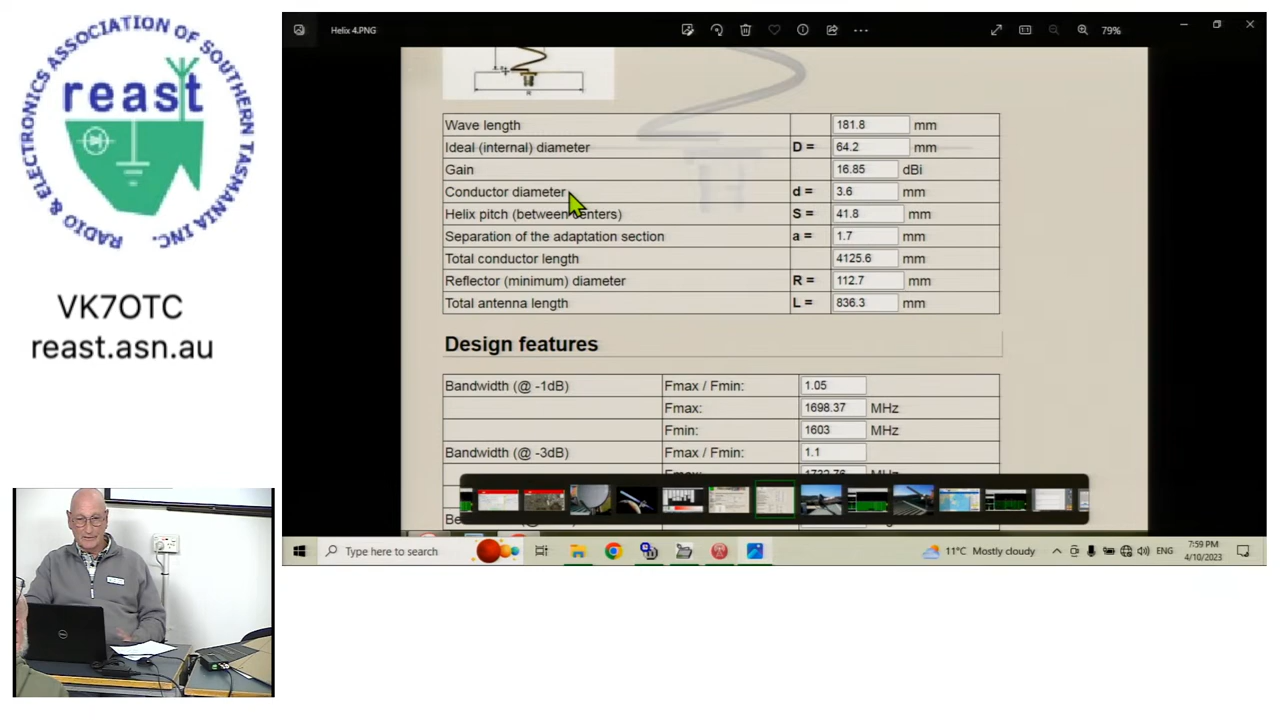 RADIO & ELECTRONICS ASSOCIATION OF SOUTHERN TASMANIA INC.
reast
VK7OTC
reast.asn.au
Helix 4.PNG
79%
R
Wave length 181.8 mm
Ideal (internal) diameter D = 64.2 mm
Gain 16.85 dBi
Conductor diameter d = 3.6 mm
Helix pitch (between centers) S = 41.8 mm
Separation of the adaptation section a = 1.7 mm
Total conductor length 4125.6 mm
Reflector (minimum) diameter R = 112.7 mm
Total antenna length L = 836.3 mm
Design features
Bandwidth (@ -1dB) Fmax / Fmin: 1.05
Fmax: 1698.37 MHz
Fmin: 1603 MHz
Bandwidth (@ -3dB) Fmax / Fmin: 1.1
Type here to search
11°C Mostly cloudy
ENG
7:59 PM
4/10/2023